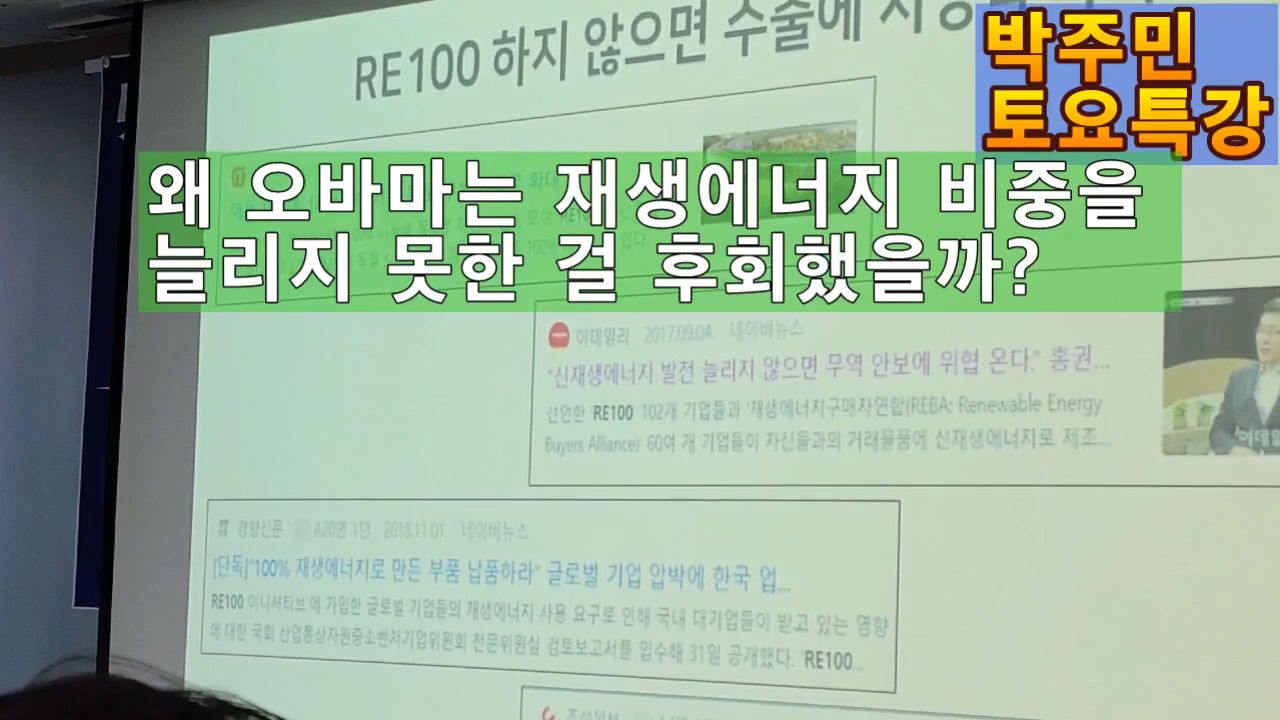 RE100 하지 않으면 수술에
박주민
토요특강
왜 오바마는 재생에너지 비중을
늘리지 못한 걸 후회했을까?
이데일리 2017.09.04. 네이버뉴스
"신재생에너지 발전 늘리지 않으면 무역 안보에 위협 온다." 홍권...
선언한 'RE100' 102개 기업들과 '재생에너지구매자연합(REBA: Renewable Energy
Buyers Alliance)' 60여 개 기업들이 자신들과의 거래물품에 신재생에너지로 제조...
경향신문 A20면 1단 2018.11.01. 네이버뉴스
[단독]"100% 재생에너지로 만든 부품 납품하라" 글로벌 기업 압박에 한국 업...
RE100 이니셔티브'에 가입한 글로벌 기업들의 재생에너지 사용 요구로 인해 국내 대기업들이 받고 있는 영향
에 대한 국회 산업통상자원중소벤처기업위원회 전문위원실 검토보고서를 입수해 31일 공개했다. 'RE100...